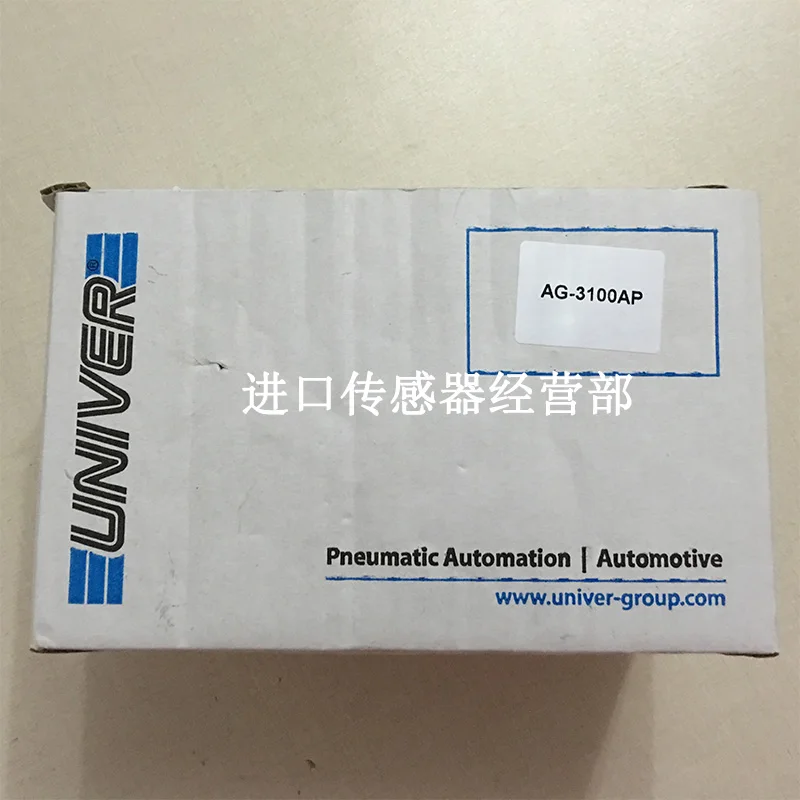 UNIVER®
AG-3100AP
进口传感器经营部
Pneumatic Automation | Automotive
www.univer-group.com